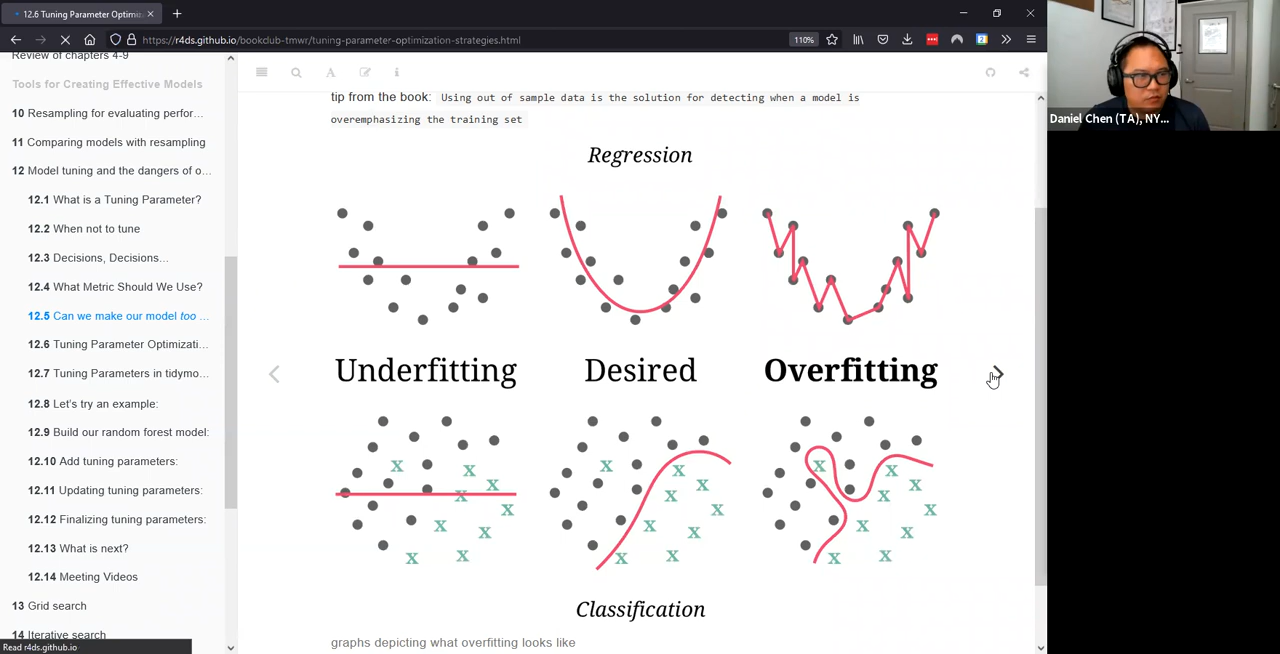 12.6 Tuning Parameter Optimiz
https://r4ds.github.io/bookclub-tmwr/tuning-parameter-optimization-strategies.html
110%
Review of chapters 4-9
Tools for Creating Effective Models
10 Resampling for evaluating perfor...
11 Comparing models with resampling
12 Model tuning and the dangers of o...
12.1 What is a Tuning Parameter?
12.2 When not to tune
12.3 Decisions, Decisions...
12.4 What Metric Should We Use?
12.5 Can we make our model too ...
12.6 Tuning Parameter Optimizati...
12.7 Tuning Parameters in tidymo...
12.8 Let's try an example:
12.9 Build our random forest model:
12.10 Add tuning parameters:
12.11 Updating tuning parameters:
12.12 Finalizing tuning parameters:
12.13 What is next?
12.14 Meeting Videos
13 Grid search
14 Iterative search
Read r4ds.github.io
tip from the book: Using out of sample data is the solution for detecting when a model is
overemphasizing the training set
Regression
Underfitting Desired Overfitting
Classification
graphs depicting what overfitting looks like
Daniel Chen (TA), NY...